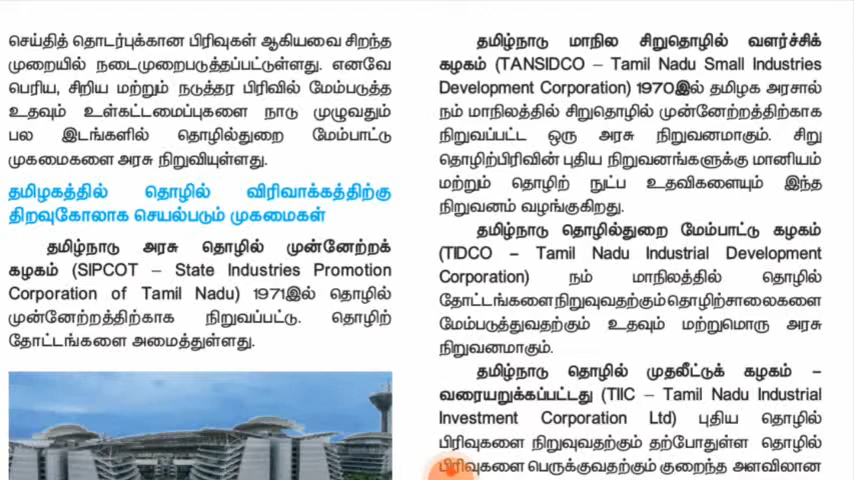 செய்தித் தொடர்புக்கான பிரிவுகள் ஆகியவை சிறந்த
முறையில் நடைமுறைபடுத்தப்பட்டுள்ளது. எனவே
பெரிய, சிறிய மற்றும் நடுத்தர பிரிவில் மேம்படுத்த
உதவும் உள்கட்டமைப்புகளை நாடு முழுவதும்
பல இடங்களில் தொழில்துறை மேம்பாட்டு
முகமைகளை அரசு நிறுவியுள்ளது.
தமிழகத்தில் தொழில் விரிவாக்கத்திற்கு
திறவுகோலாக செயல்படும் முகமைகள்
தமிழ்நாடு அரசு தொழில் முன்னேற்றக்
கழகம் (SIPCOT – State Industries Promotion
Corporation of Tamil Nadu) 1971இல் தொழில்
முன்னேற்றத்திற்காக நிறுவப்பட்டு. தொழிற்
தோட்டங்களை அமைத்துள்ளது.
தமிழ்நாடு மாநில சிறுதொழில் வளர்ச்சிக்
கழகம் (TANSIDCO – Tamil Nadu Small Industries
Development Corporation) 1970இல் தமிழக அரசால்
நம் மாநிலத்தில் சிறுதொழில் முன்னேற்றத்திற்காக
நிறுவப்பட்ட ஒரு அரசு நிறுவனமாகும். சிறு
தொழிற்பிரிவின் புதிய நிறுவனங்களுக்கு மானியம்
மற்றும் தொழிற் நுட்ப உதவிகளையும் இந்த
நிறுவனம் வழங்குகிறது.
தமிழ்நாடு தொழில்துறை மேம்பாட்டு கழகம்
(TIDCO – Tamil Nadu Industrial Development
Corporation) நம் மாநிலத்தில் தொழில்
தோட்டங்களைநிறுவுவதற்கும்தொழிற்சாலைகளை
மேம்படுத்துவதற்கும் உதவும் மற்றுமொரு அரசு
நிறுவனமாகும்.
தமிழ்நாடு தொழில் முதலீட்டுக் கழகம் –
வரையறுக்கப்பட்டது (TIIC – Tamil Nadu Industrial
Investment Corporation Ltd) புதிய தொழில்
பிரிவுகளை நிறுவுவதற்கும் தற்போதுள்ள தொழில்
பிரிவுகளை பெருக்குவதற்கும் குறைந்த அளவிலான